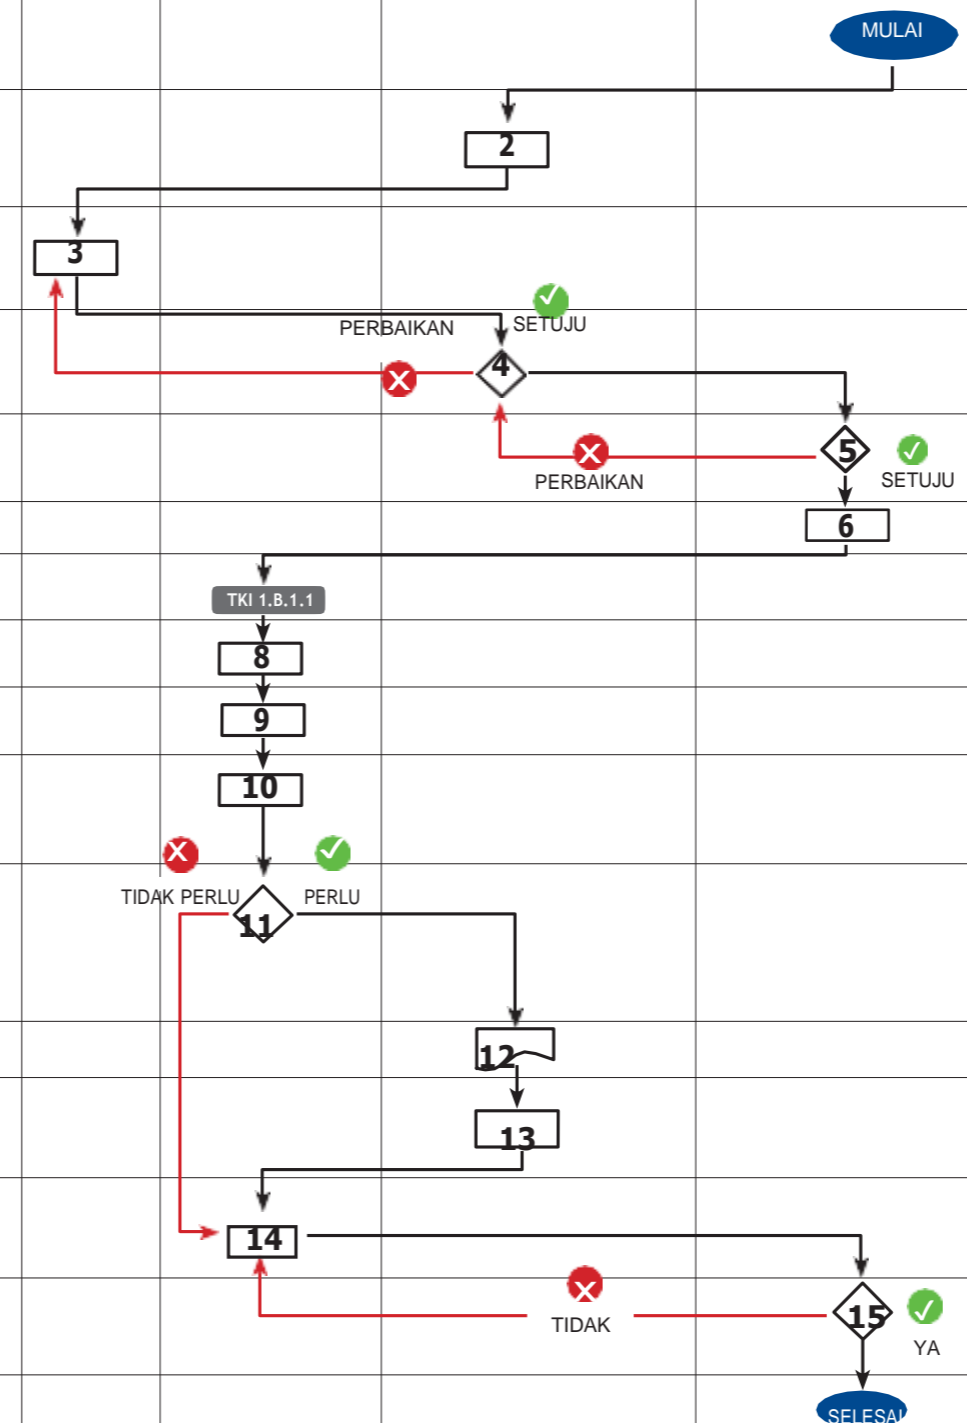 MULAI
2
3
SETUJU
PERBAIKAN
4
5
SETUJU
PERBAIKAN
6
TKI 1.B.1.1
8
9
10
TIDAK PERLU
PERLU
11
12
13
14
15
TIDAK
YA
SELESAI